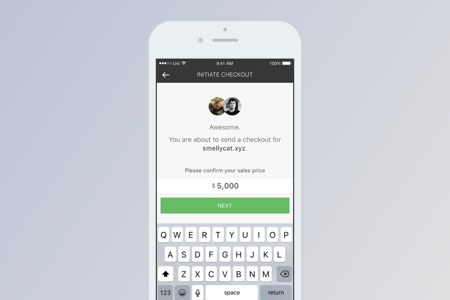 Uni 9:41 AM 100%
INITIATE CHECKOUT
Awesome.
You are about to send a checkout for
smellycat.xyz.
Please confirm your sales price
$ 5,000
NEXT
Q W E R T Y U I O P
A S D F G H J K L
Z X C V B N M
123 space return